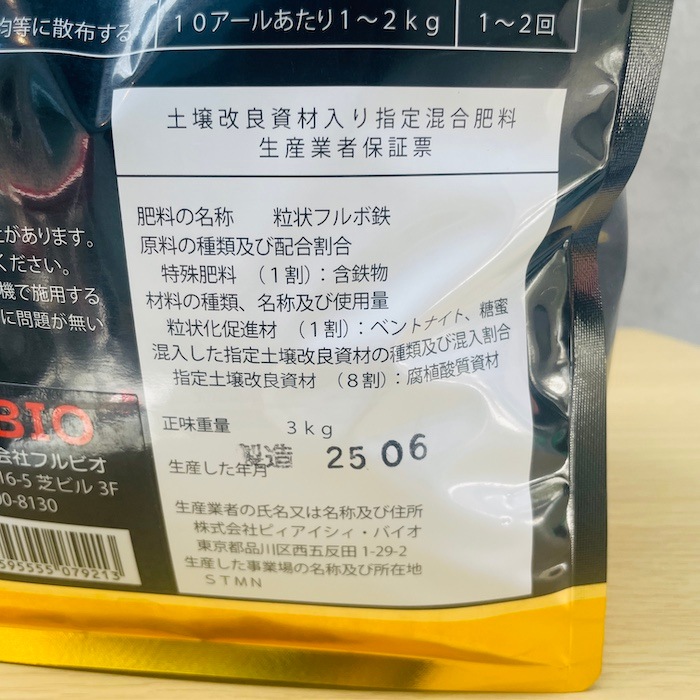 均等に散布する
10アールあたり1～2kg
1～2回
土壌改良資材入り指定混合肥料
生産業者保証票
肥料の名称 粒状フルボ鉄
原料の種類及び配合割合
特殊肥料 (1割):含鉄物
材料の種類、名称及び使用量
粒状化促進材 (1割):ベントナイト、糖蜜
混入した指定土壌改良資材の種類及び混入割合
指定土壌改良資材 (8割):腐植酸質資材
正味重量 3kg
生産した年月 製造 25 06
生産業者の氏名又は名称及び住所
株式会社ピィアイシィ・バイオ
東京都品川区西五反田 1-29-2
生産した事業場の名称及び所在地
STMN
があります。
ください。
機で施用する
に問題が無い
BIO
会社フルビオ
16-5 芝ビル 3F
00-8130
595555 079213